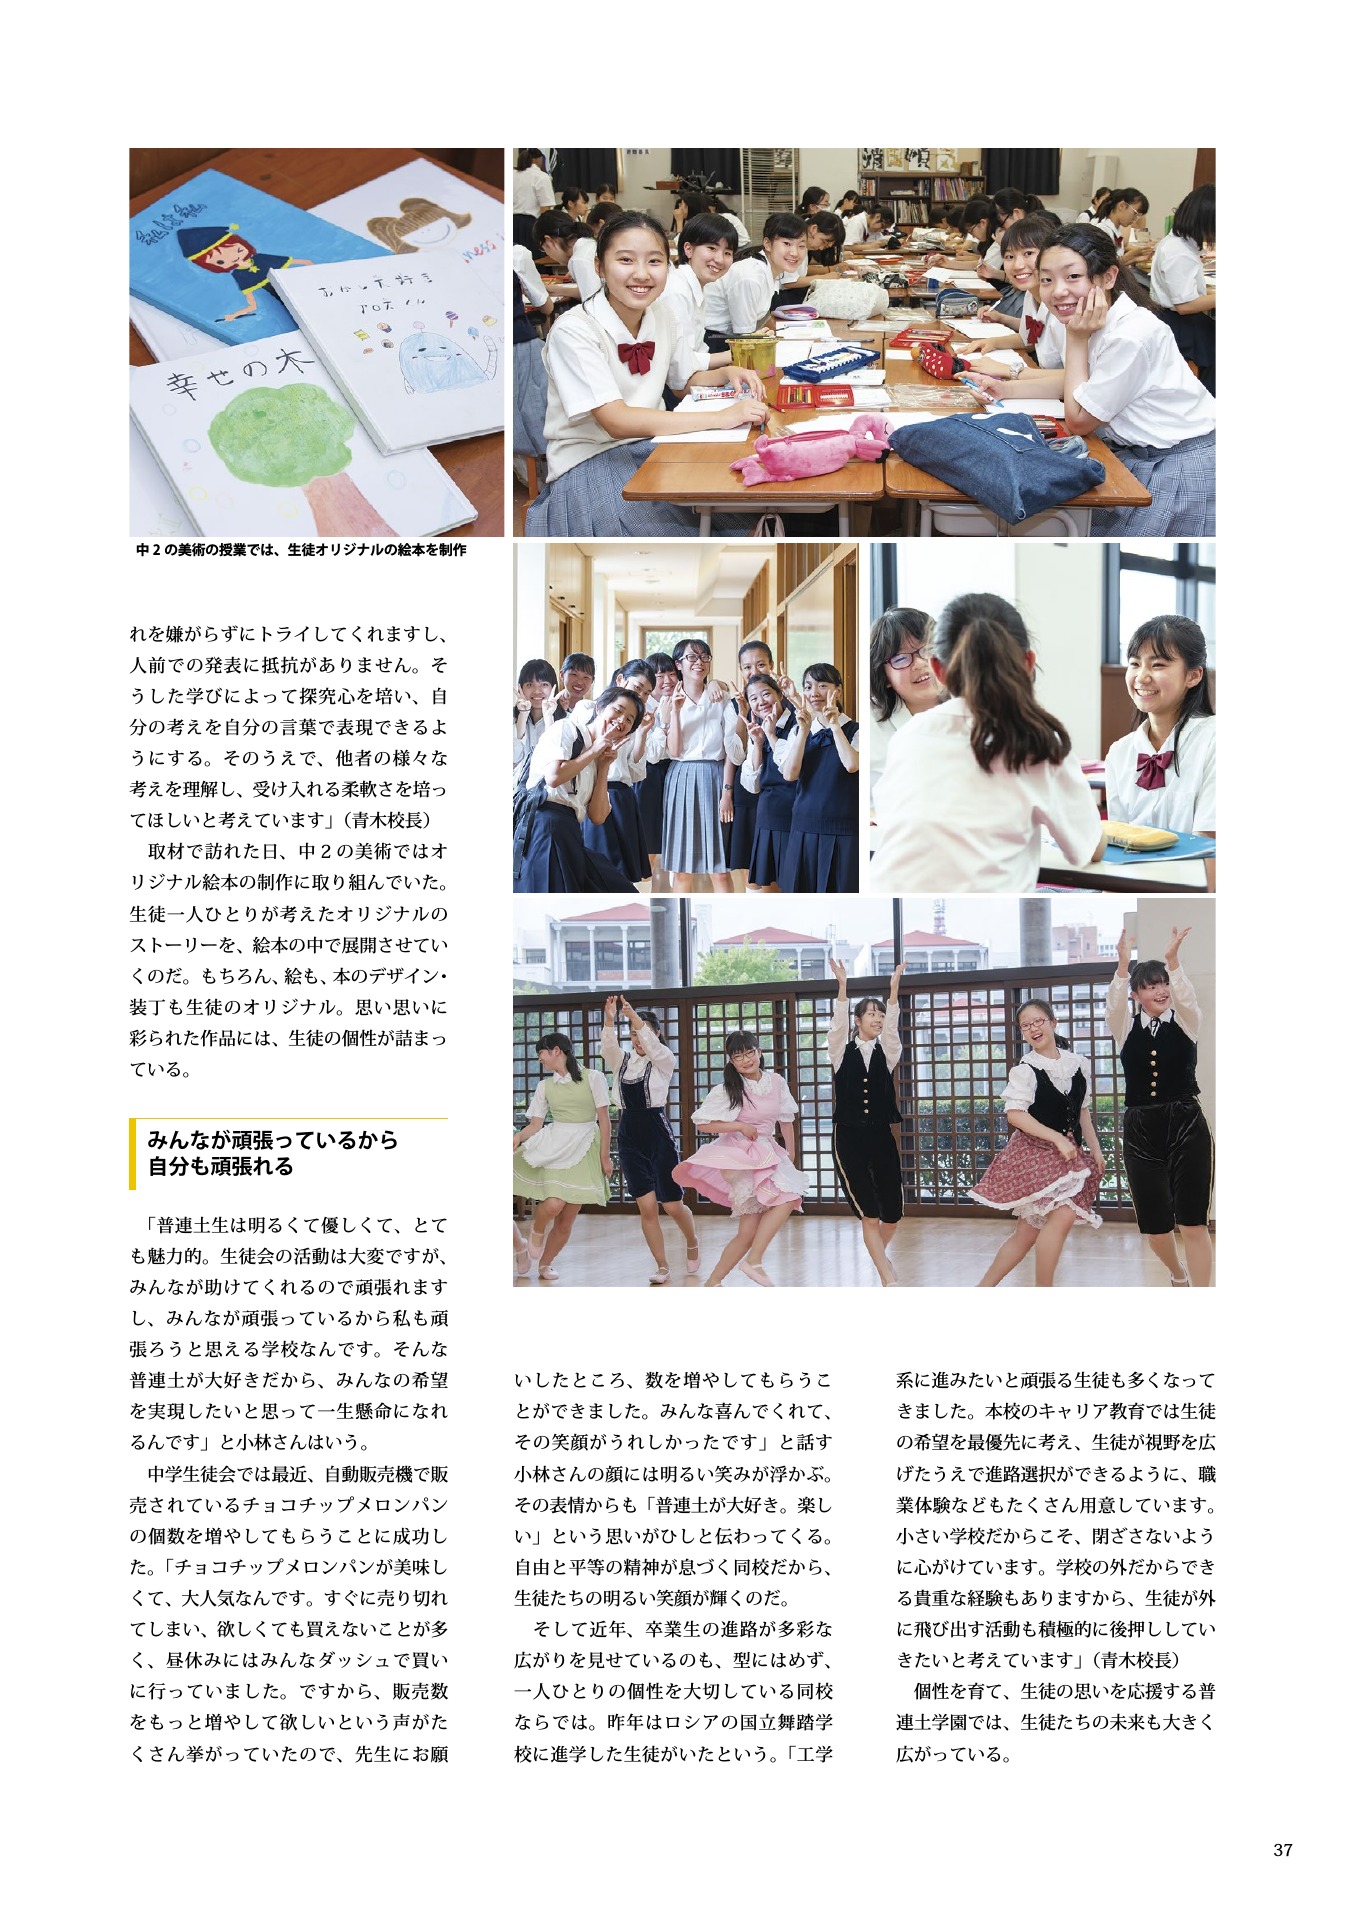 幸せの木
中２の美術の授業では、生徒オリジナルの絵本を制作
れを嫌がらずにトライしてくれますし、
人前での発表に抵抗がありません。そ
うした学びによって探究心を培い、自
分の考えを自分の言葉で表現できるよ
うにする。そのうえで、他者の様々な
考えを理解し、受け入れる柔軟さを培っ
てほしいと考えています」（青木校長）
　取材で訪れた日、中２の美術ではオ
リジナル絵本の制作に取り組んでいた。
生徒一人ひとりが考えたオリジナルの
ストーリーを、絵本の中で展開させてい
くのだ。もちろん、絵も、本のデザイン・
装丁も生徒のオリジナル。思い思いに
彩られた作品には、生徒の個性が詰まっ
ている。
みんなが頑張っているから
自分も頑張れる
「普連土生は明るくて優しくて、とて
も魅力的。生徒会の活動は大変ですが、
みんなが助けてくれるので頑張れます
し、みんなが頑張っているから私も頑
張ろうと思える学校なんです。そんな
普連土が大好きだから、みんなの希望
を実現したいと思って一生懸命になれ
るんです」と小林さんはいう。
　中学生徒会では最近、自動販売機で販
売されているチョコチップメロンパン
の個数を増やしてもらうことに成功し
た。「チョコチップメロンパンが美味し
くて、大人気なんです。すぐに売り切れ
てしまい、欲しくても買えないことが多
く、昼休みにはみんなダッシュで買い
に行っていました。ですから、販売数
をもっと増やして欲しいという声がた
くさん挙がっていたので、先生にお願
いしたところ、数を増やしてもらうこ
とができました。みんな喜んでくれて、
その笑顔がうれしかったです」と話す
小林さんの顔には明るい笑みが浮かぶ。
その表情からも「普連土が大好き。楽し
い」という思いがひしと伝わってくる。
自由と平等の精神が息づく同校だから、
生徒たちの明るい笑顔が輝くのだ。
　そして近年、卒業生の進路が多彩な
広がりを見せているのも、型にはめず、
一人ひとりの個性を大切している同校
ならでは。昨年はロシアの国立舞踏学
校に進学した生徒がいたという。「工学
系に進みたいと頑張る生徒も多くなって
きました。本校のキャリア教育では生徒
の希望を最優先に考え、生徒が視野を広
げたうえで進路選択ができるように、職
業体験などもたくさん用意しています。
小さい学校だからこそ、閉ざさないよう
に心がけています。学校の外だからでき
る貴重な経験もありますから、生徒が外
に飛び出す活動も積極的に後押ししてい
きたいと考えています」（青木校長）
　個性を育て、生徒の思いを応援する普
連土学園では、生徒たちの未来も大きく
広がっている。
37